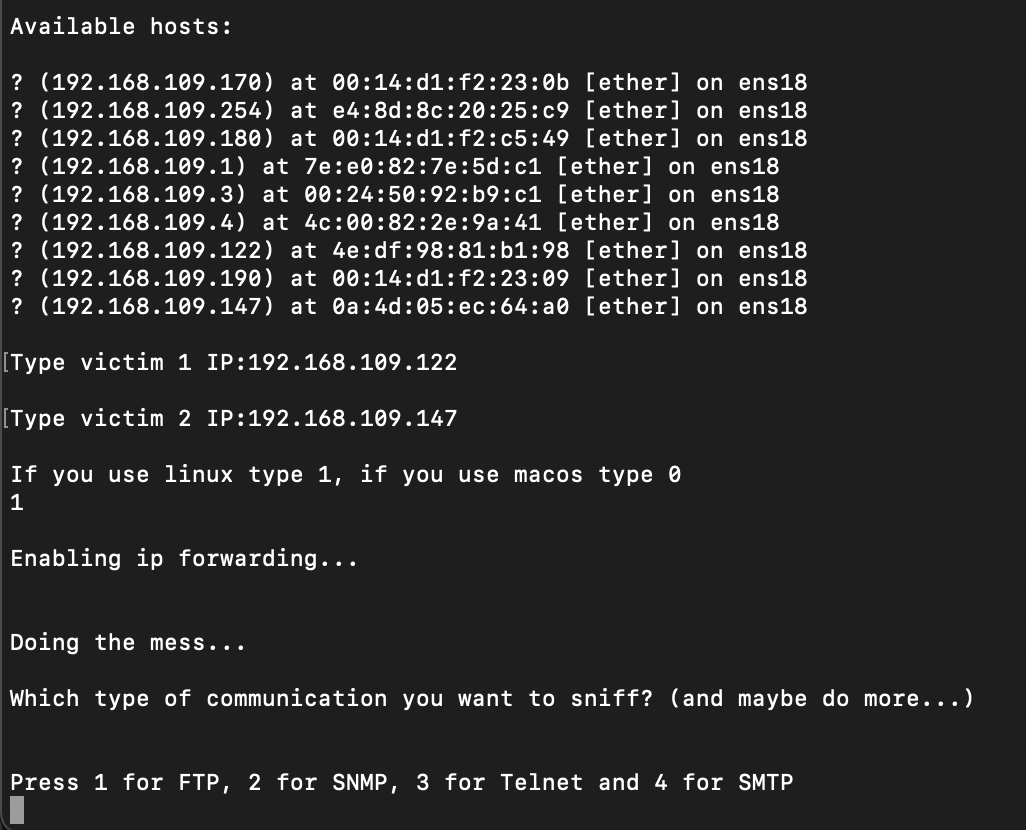 Available hosts:
? (192.168.109.170) at 00:14:d1:f2:23:0b [ether] on ens18
? (192.168.109.254) at e4:8d:8c:20:25:c9 [ether] on ens18
? (192.168.109.180) at 00:14:d1:f2:c5:49 [ether] on ens18
? (192.168.109.1) at 7e:e0:82:7e:5d:c1 [ether] on ens18
? (192.168.109.3) at 00:24:50:92:b9:c1 [ether] on ens18
? (192.168.109.4) at 4c:00:82:2e:9a:41 [ether] on ens18
? (192.168.109.122) at 4e:df:98:81:b1:98 [ether] on ens18
? (192.168.109.190) at 00:14:d1:f2:23:09 [ether] on ens18
? (192.168.109.147) at 0a:4d:05:ec:64:a0 [ether] on ens18
[Type victim 1 IP:192.168.109.122
[Type victim 2 IP:192.168.109.147
If you use linux type 1, if you use macos type 0
1
Enabling ip forwarding...
Doing the mess...
Which type of communication you want to sniff? (and maybe do more...)
Press 1 for FTP, 2 for SNMP, 3 for Telnet and 4 for SMTP